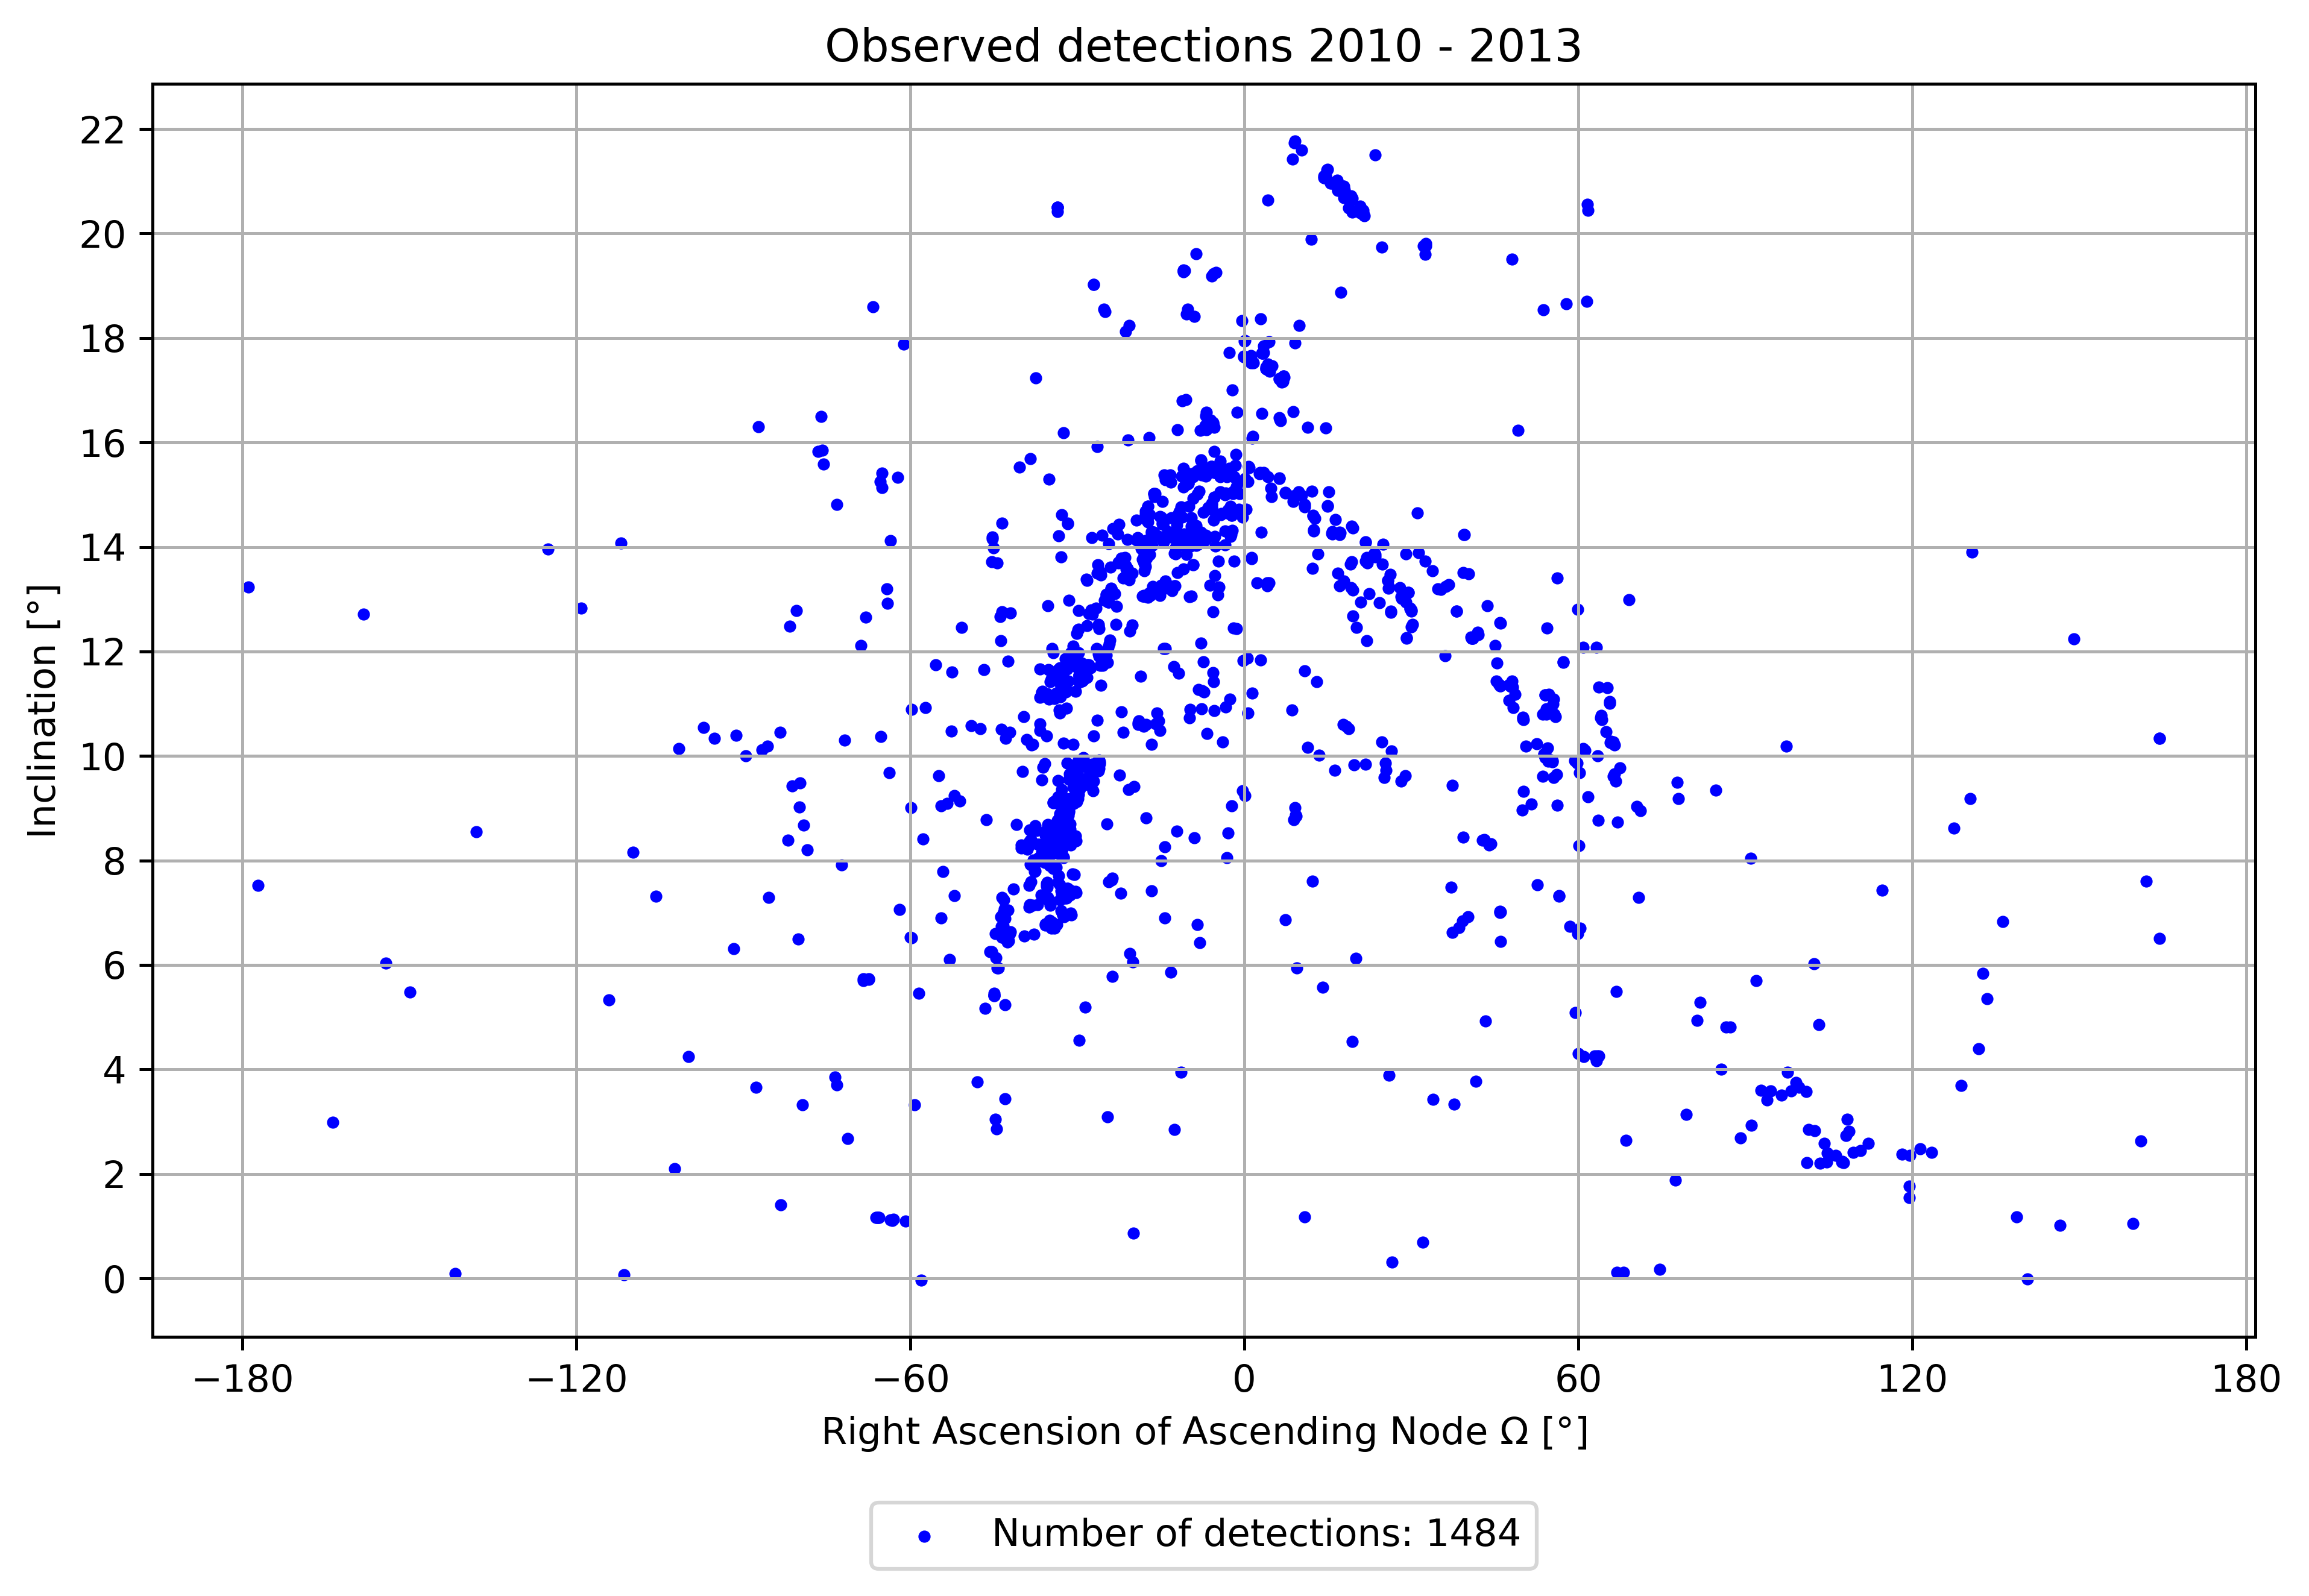 Observed detections 2010 - 2013
22
20
18
16
14
12
10
8
6
4
2
0
Inclination [°]
−180 −120 −60 0 60 120 180
Right Ascension of Ascending Node Ω [°]
Number of detections: 1484